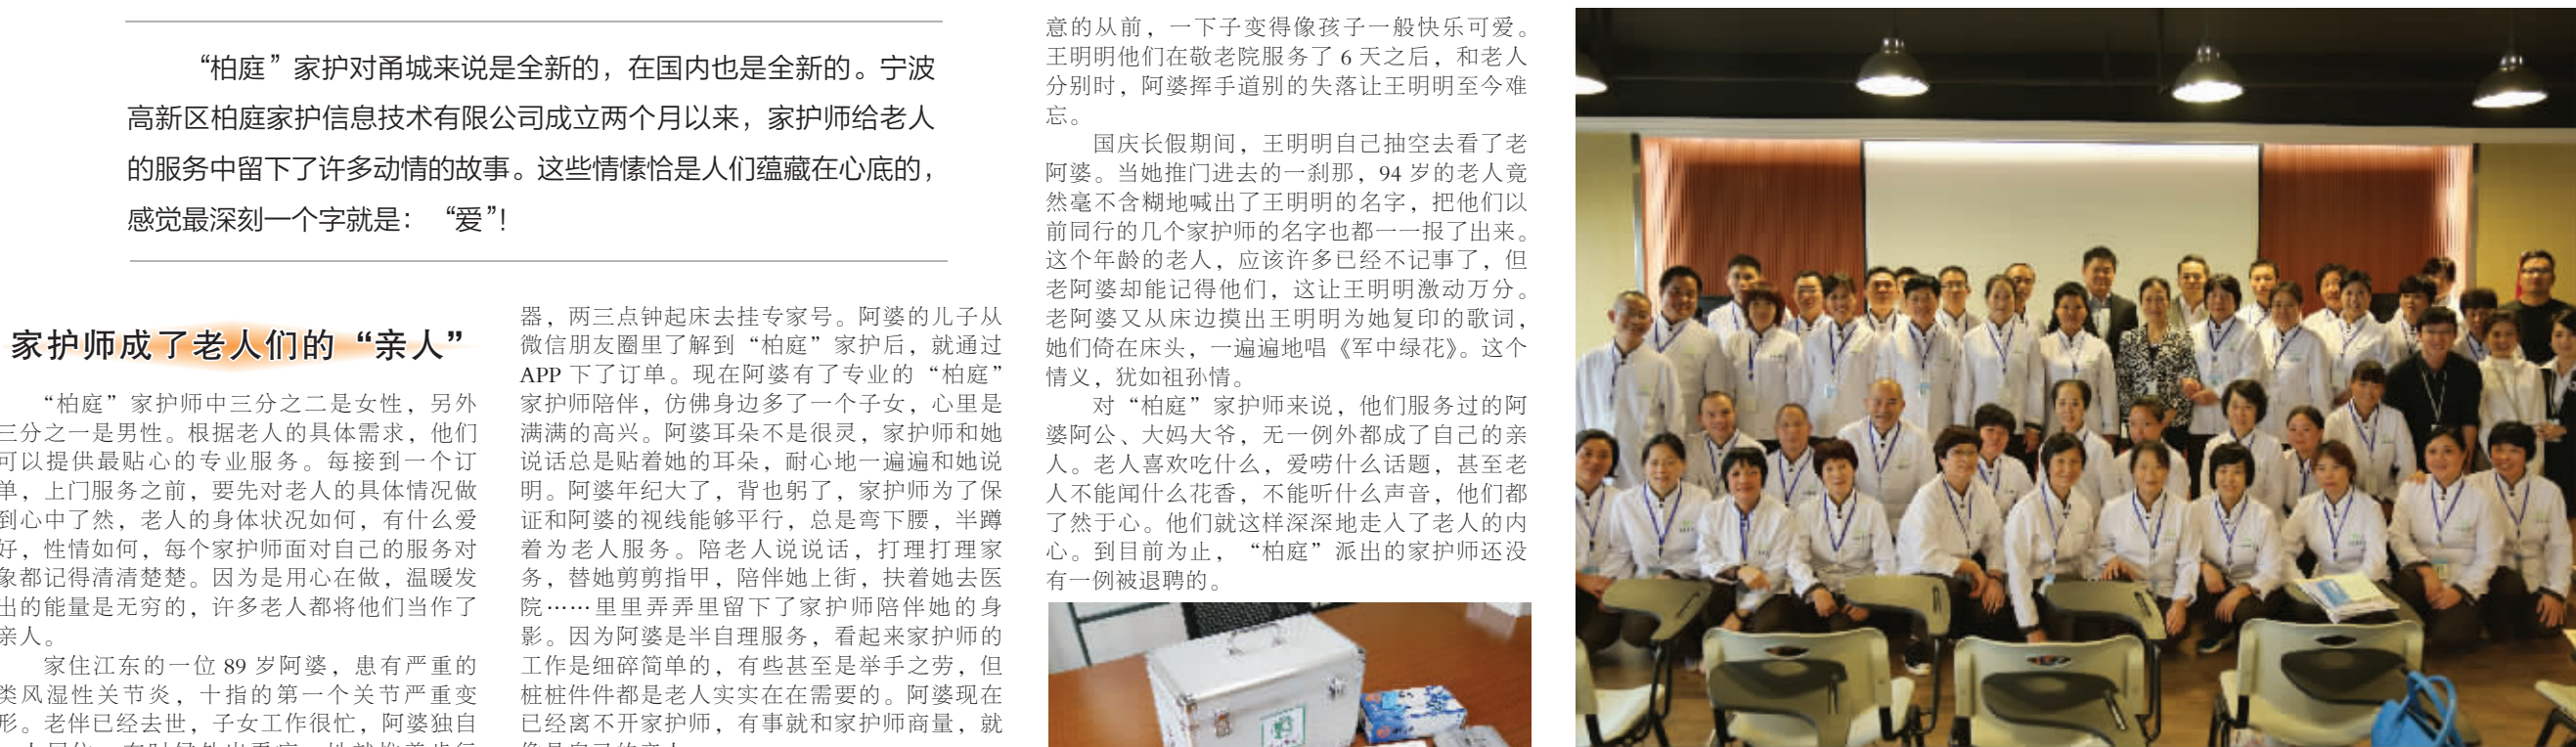 “柏庭”家护对甬城来说是全新的，在国内也是全新的。宁波
高新区柏庭家护信息技术有限公司成立两个月以来，家护师给老人
的服务中留下了许多动情的故事。这些情愫恰是人们蕴藏在心底的，
感觉最深刻一个字就是：“爱”！
家护师成了老人们的“亲人”
“柏庭”家护师中三分之二是女性，另外
三分之一是男性。根据老人的具体需求，他们
可以提供最贴心的专业服务。每接到一个订
单，上门服务之前，要先对老人的具体情况做
到心中了然，老人的身体状况如何，有什么爱
好，性情如何，每个家护师面对自己的服务对
象都记得清清楚楚。因为是用心在做，温暖发
出的能量是无穷的，许多老人都将他们当作了
亲人。
家住江东的一位 89 岁阿婆，患有严重的
类风湿性关节炎，十指的第一个关节严重变
形。老伴已经去世，子女工作很忙，阿婆独自
器，两三点钟起床去挂专家号。阿婆的儿子从
微信朋友圈里了解到“柏庭”家护后，就通过
APP 下了订单。现在阿婆有了专业的“柏庭”
家护师陪伴，仿佛身边多了一个子女，心里是
满满的高兴。阿婆耳朵不是很灵，家护师和她
说话总是贴着她的耳朵，耐心地一遍遍和她说
明。阿婆年纪大了，背也躬了，家护师为了保
证和阿婆的视线能够平行，总是弯下腰，半蹲
着为老人服务。陪老人说说话，打理打理家
务，替她剪剪指甲，陪伴她上街，扶着她去医
院……里里弄弄里留下了家护师陪伴她的身
影。因为阿婆是半自理服务，看起来家护师的
工作是细碎简单的，有些甚至是举手之劳，但
桩桩件件都是老人实实在在需要的。阿婆现在
已经离不开家护师，有事就和家护师商量，就
意的从前，一下子变得像孩子一般快乐可爱。
王明明他们在敬老院服务了 6 天之后，和老人
分别时，阿婆挥手道别的失落让王明明至今难
忘。
国庆长假期间，王明明自己抽空去看了老
阿婆。当她推门进去的一刹那，94 岁的老人竟
然毫不含糊地喊出了王明明的名字，把他们以
前同行的几个家护师的名字也都一一报了出来。
这个年龄的老人，应该许多已经不记事了，但
老阿婆却能记得他们，这让王明明激动万分。
老阿婆又从床边摸出王明明为她复印的歌词，
她们倚在床头，一遍遍地唱《军中绿花》。这个
情义，犹如祖孙情。
对“柏庭”家护师来说，他们服务过的阿
婆阿公、大妈大爷，无一例外都成了自己的亲
人。老人喜欢吃什么，爱唠什么话题，甚至老
人不能闻什么花香，不能听什么声音，他们都
了然于心。他们就这样深深地走入了老人的内
心。到目前为止，“柏庭”派出的家护师还没
有一例被退聘的。